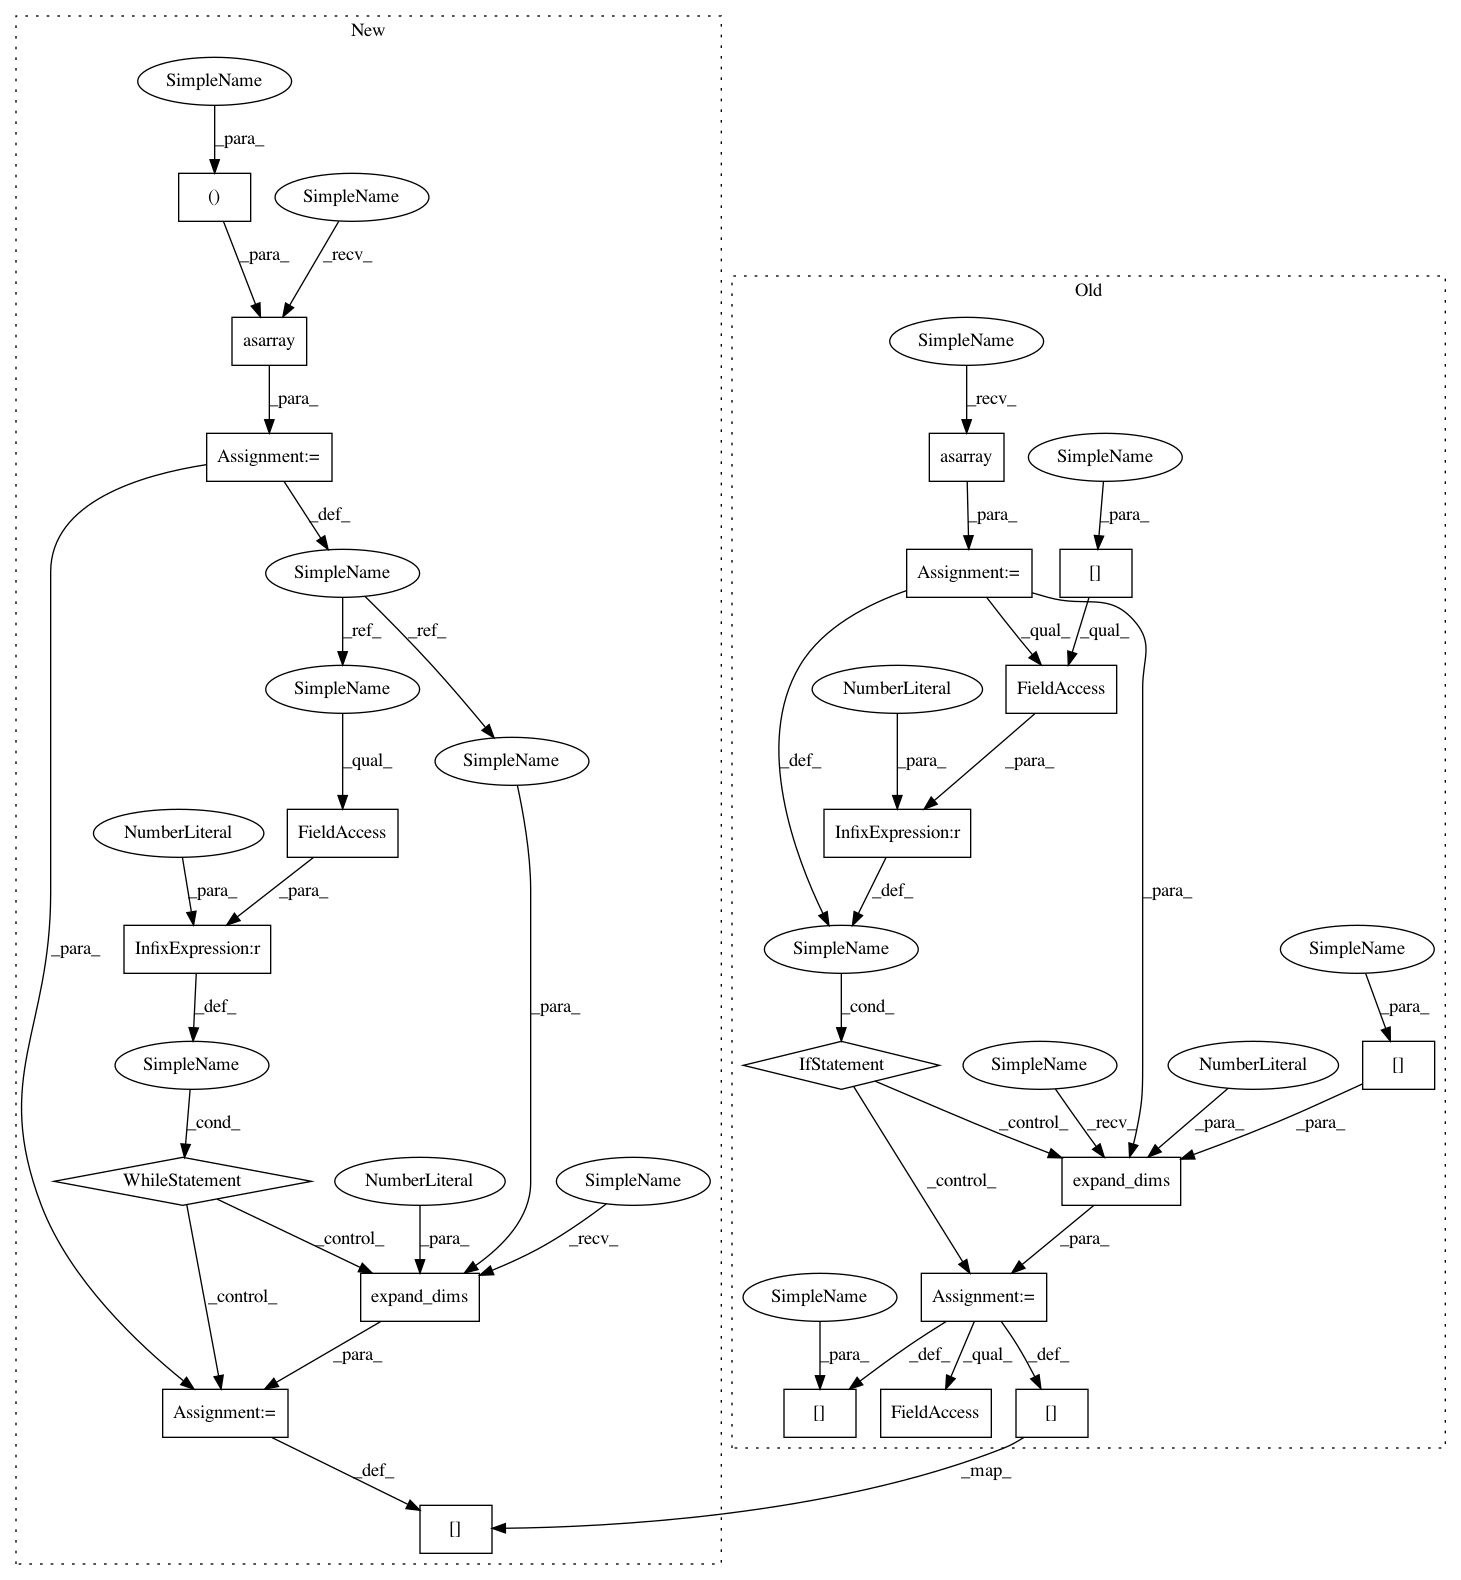 New
SimpleName
_para_
()
SimpleName
_para_
_recv_
Old
asarray
SimpleName
_para_
_recv_
Assignment:=
asarray
SimpleName
_def_
_para_
_para_
SimpleName
Assignment:=
[]
_ref_
_ref_
_qual_
_qual_
SimpleName
NumberLiteral
FieldAccess
_qual_
SimpleName
_def_
_para_
_para_
NumberLiteral
FieldAccess
InfixExpression:r
_para_
_para_
_def_
_para_
_para_
InfixExpression:r
SimpleName
SimpleName
_def_
_para_
_cond_
_para_
SimpleName
IfStatement
SimpleName
NumberLiteral
[]
_cond_
_control_
_recv_
_para_
_para_
WhileStatement
NumberLiteral
SimpleName
expand_dims
_control_
_control_
_para_
_recv_
_control_
_para_
expand_dims
SimpleName
Assignment:=
_para_
_para_
_def_
_qual_
_def_
Assignment:=
[]
FieldAccess
[]
_def_
_map_
[]